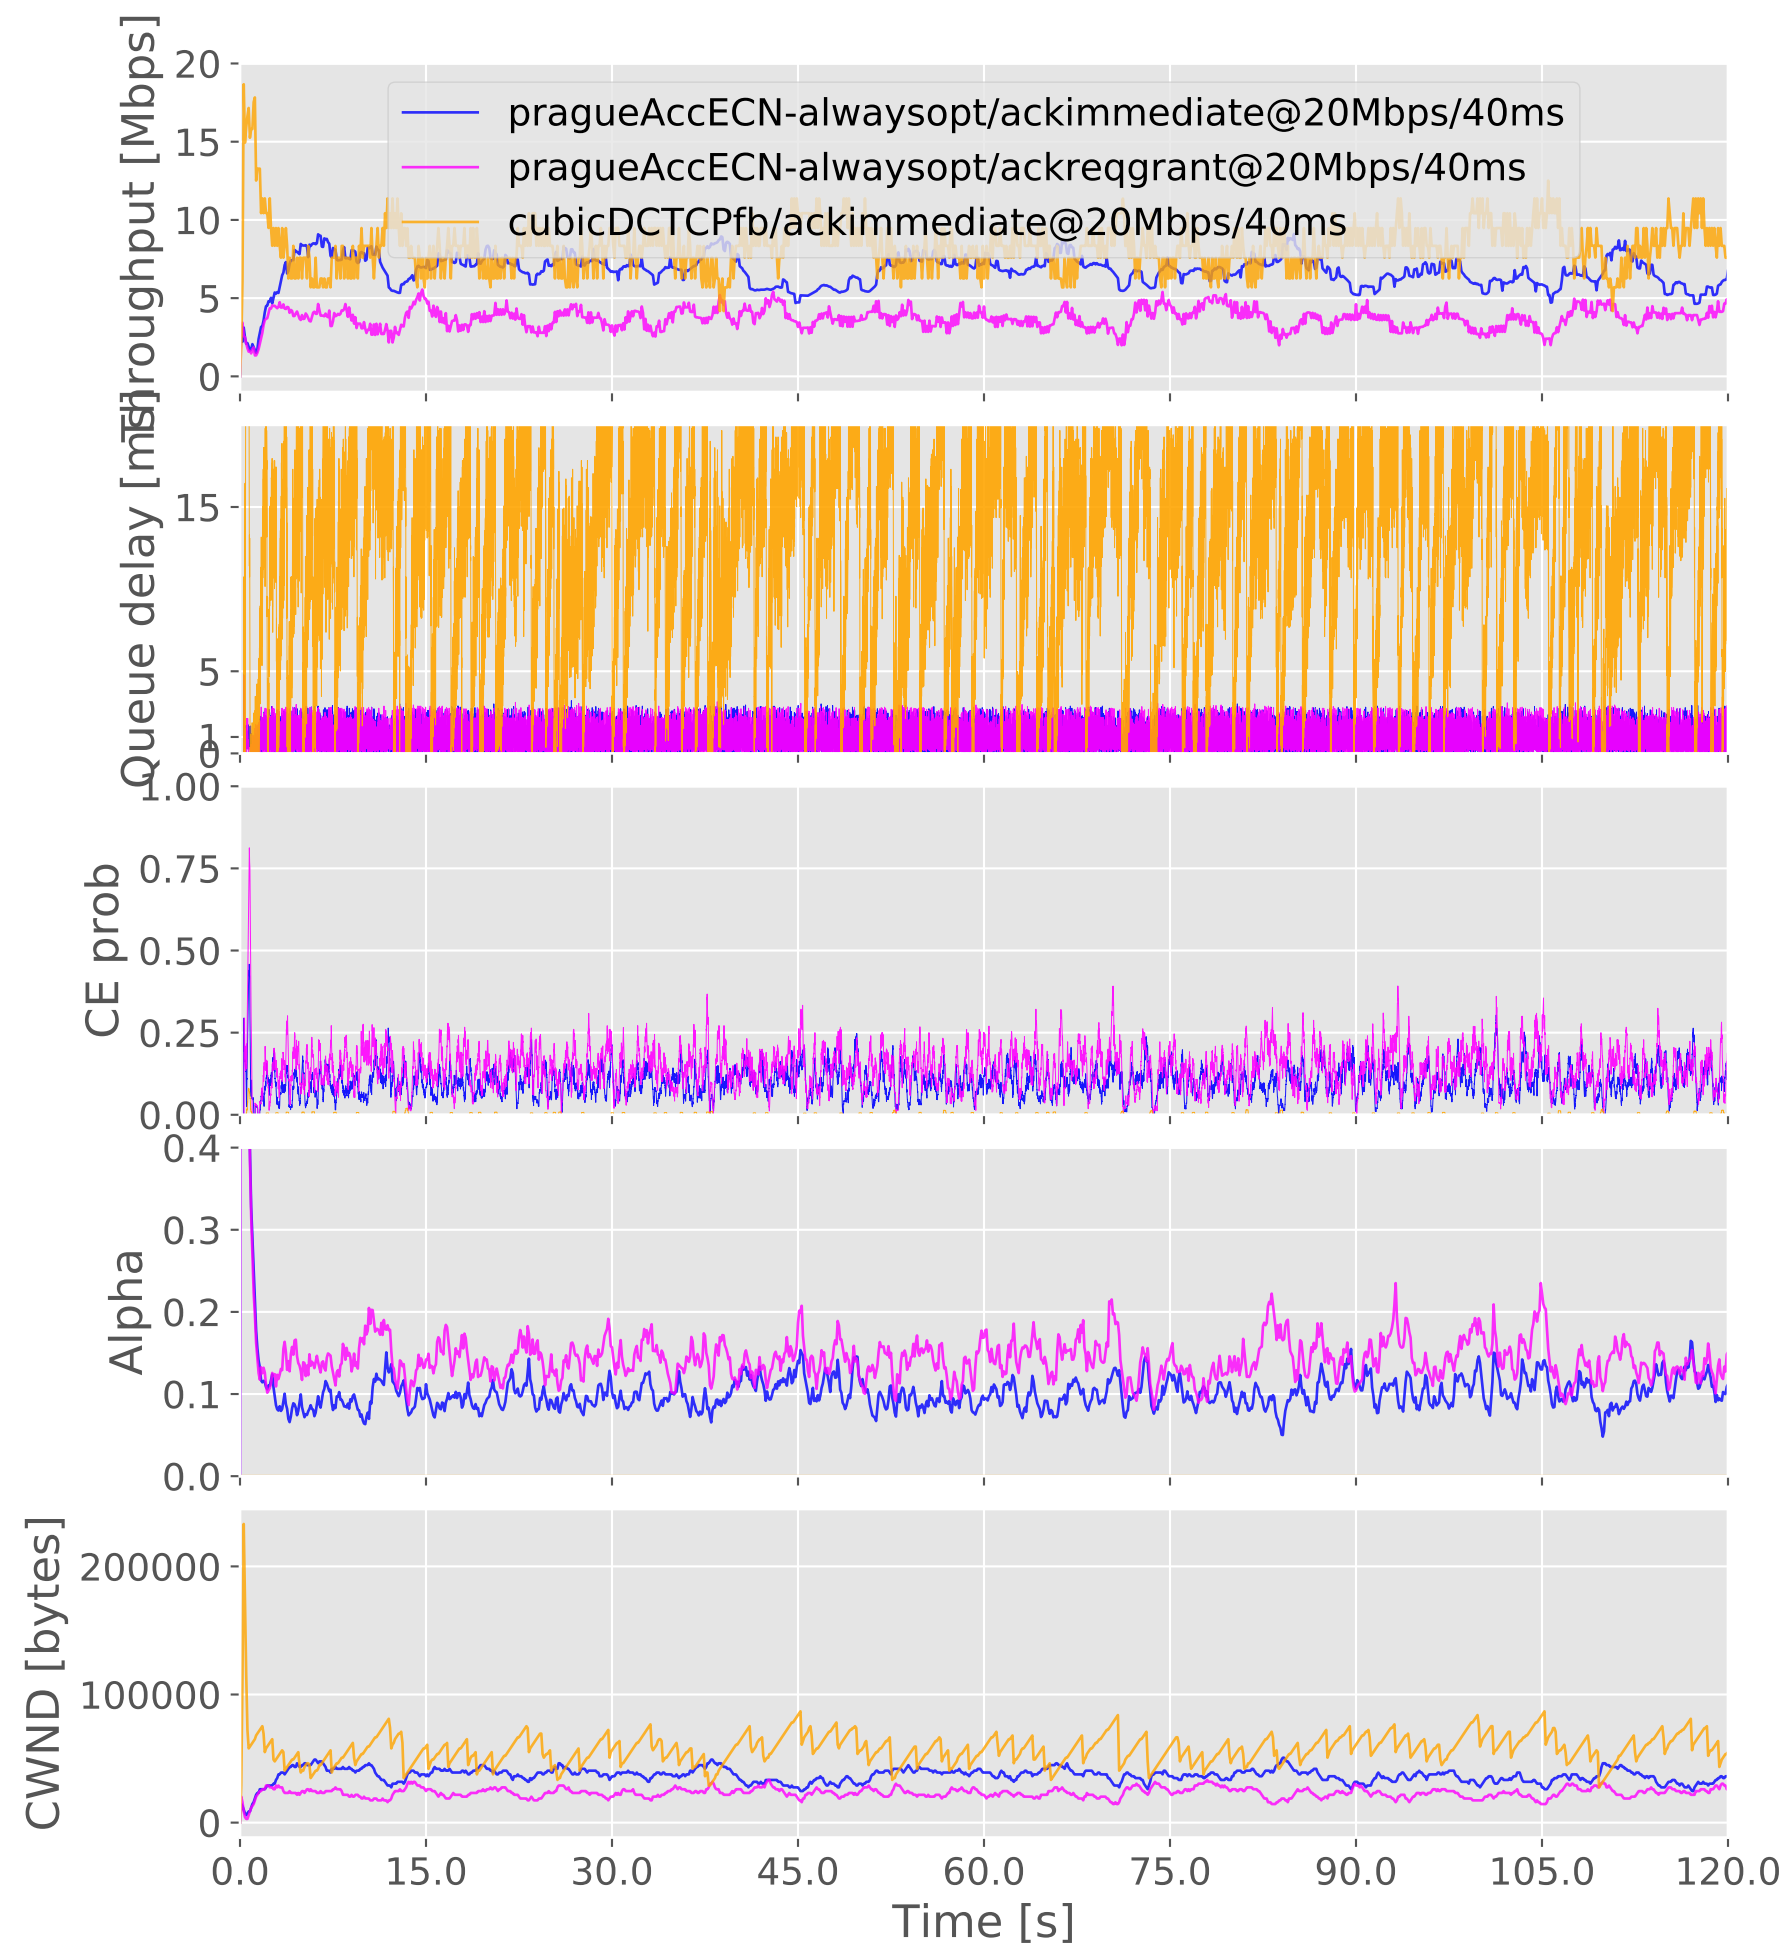 Throughput [Mbps]
20
15
10
5
0
pragueAccECN-alwaysopt/ackimmediate@20Mbps/40ms
pragueAccECN-alwaysopt/ackreqgrant@20Mbps/40ms
cubicDCTCPfb/ackimmediate@20Mbps/40ms
Queue delay [ms]
15
5
1
0
CE prob
1.00
0.75
0.50
0.25
0.00
Alpha
0.4
0.3
0.2
0.1
0.0
CWND [bytes]
200000
100000
0
0.0 15.0 30.0 45.0 60.0 75.0 90.0 105.0 120.0
Time [s]